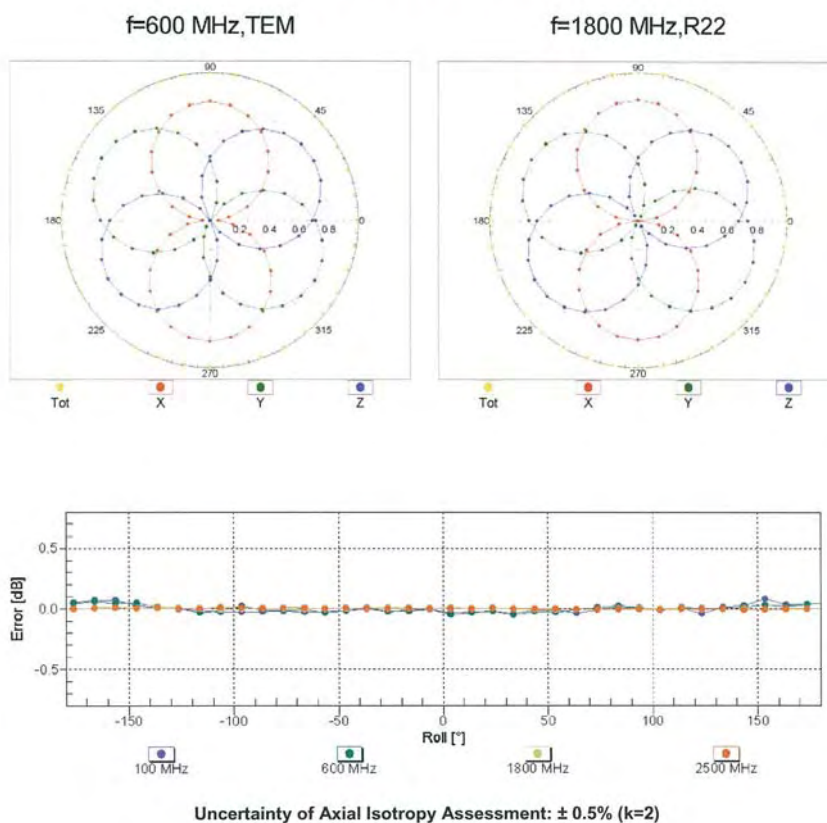 f=600 MHz,TEM
f=1800 MHz,R22
90
135
45
180
0.2 0.4 0.6 0.8
0
225
315
270
Tot X Y Z
90
135
45
180
0.2 0.4 0.6 0.8
0
225
315
270
Tot X Y Z
Error [dB]
0.5
0.0
-0.5
-150 -100 -50 0 50 100 150
Roll [°]
100 MHz 600 MHz 1800 MHz 2500 MHz
Uncertainty of Axial Isotropy Assessment: ± 0.5% (k=2)